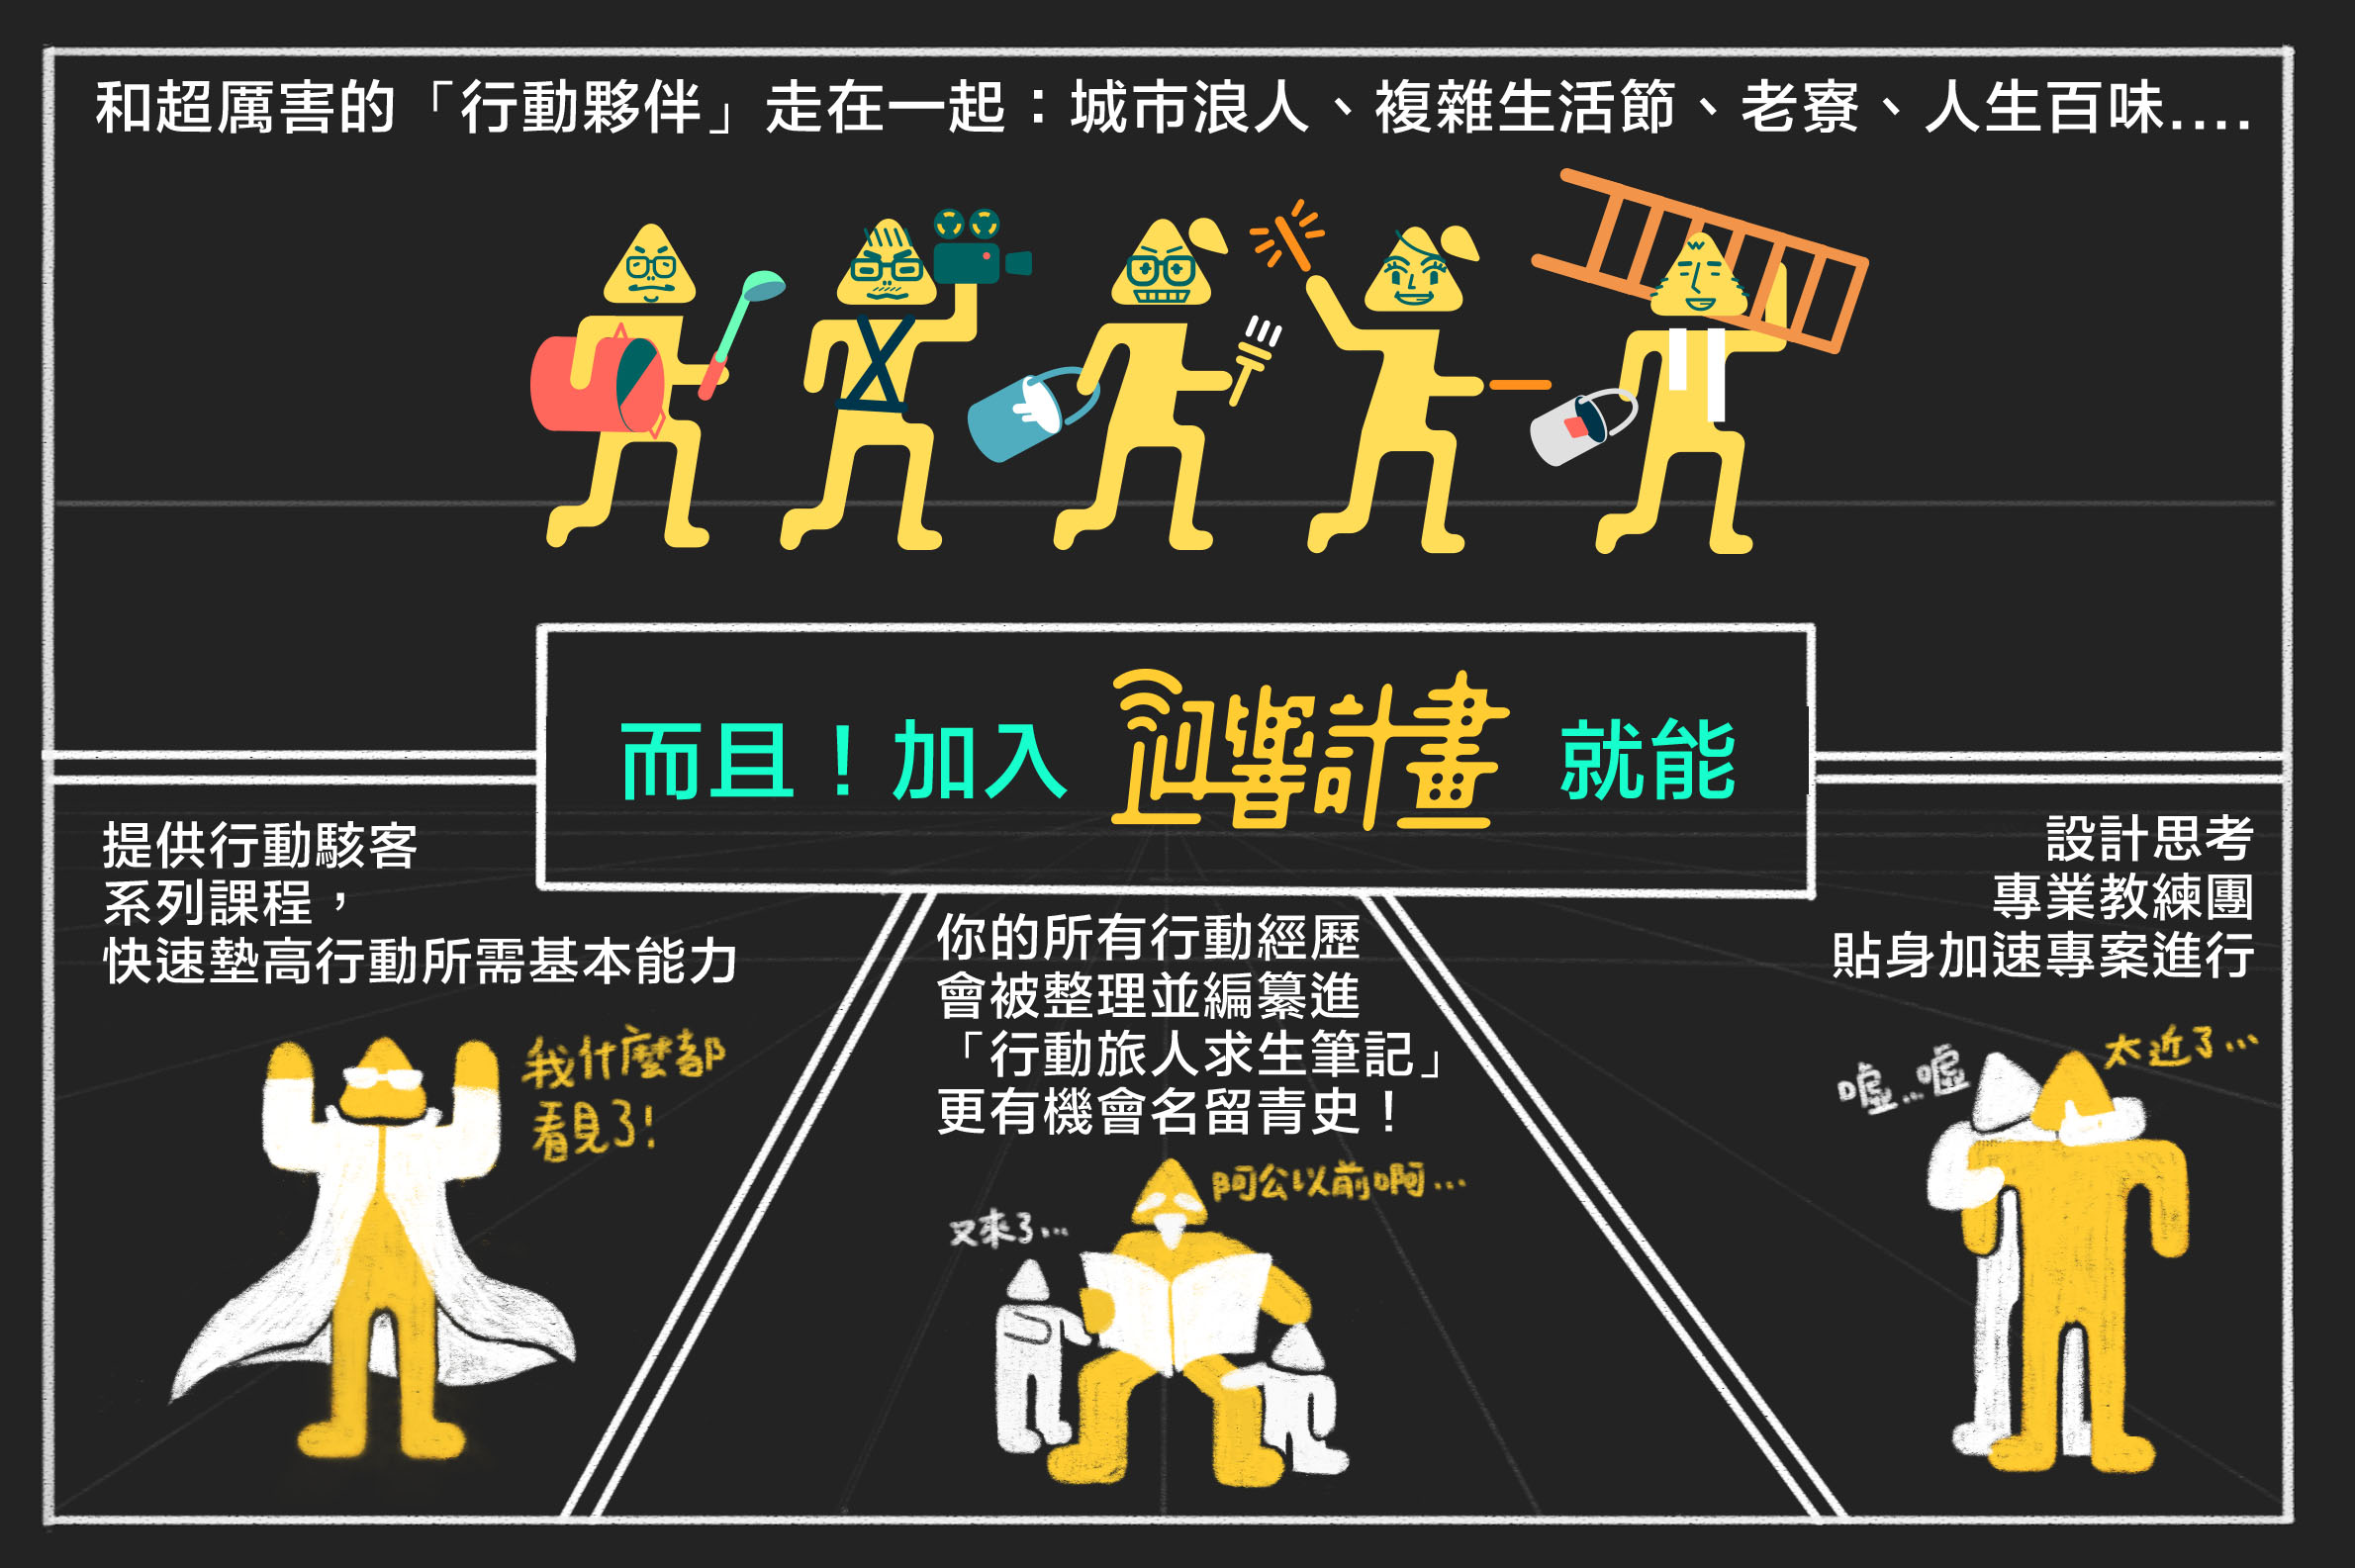 和超厲害的「行動夥伴」走在一起：城市浪人、複雜生活節、老寮、人生百味....
而且！加入 迴響計畫 就能
提供行動駭客
系列課程，
快速墊高行動所需基本能力
我什麼都
看見了!
你的所有行動經歷
會被整理並編纂進
「行動旅人求生筆記」
更有機會名留青史！
阿公以前啊...
又來了...
設計思考
專業教練團
貼身加速專案進行
太近了...
噓...噓